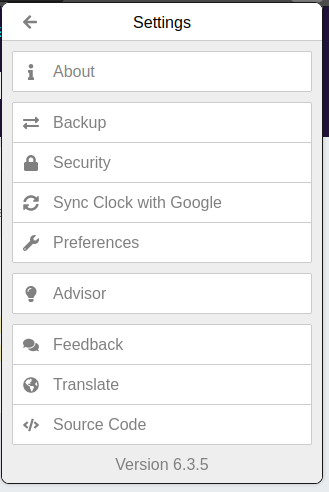 Settings
About
Backup
Security
Sync Clock with Google
Preferences
Advisor
Feedback
Translate
Source Code
Version 6.3.5